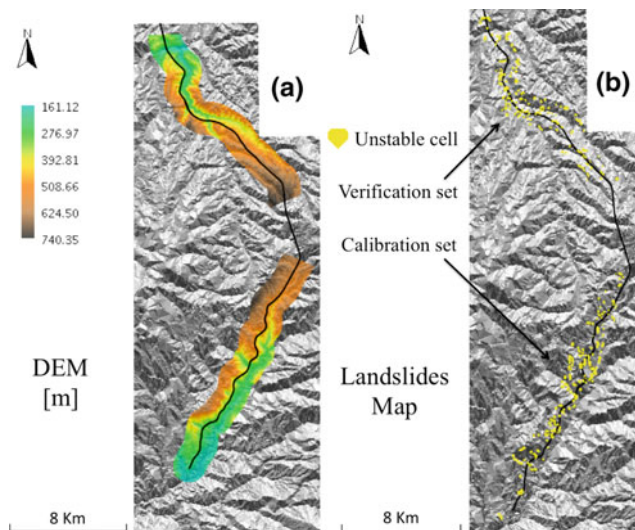 N
(a)
161.12
276.97
392.81
508.66
624.50
740.35
DEM
[m]
8 Km
N
(b)
Unstable cell
Verification set
Calibration set
Landslides
Map
8 Km